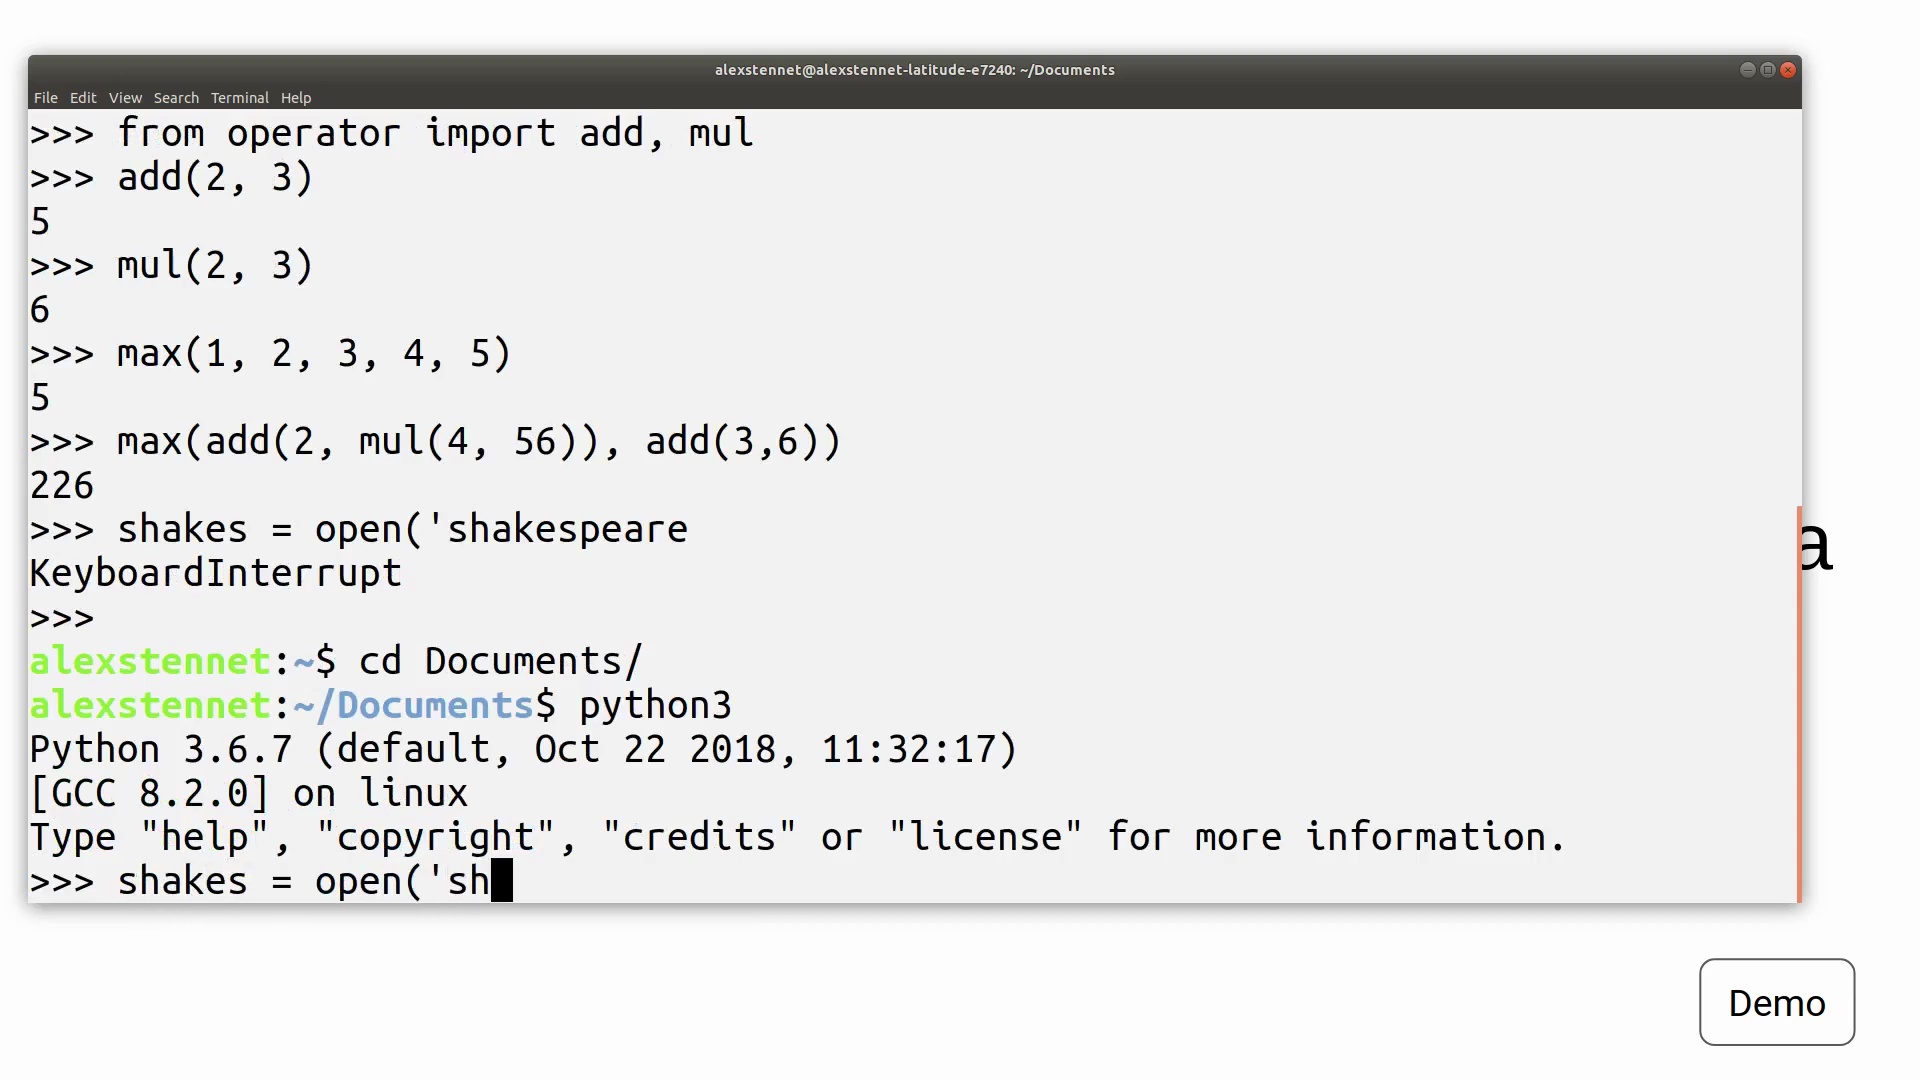 alexstennet@alexstennet-latitude-e7240: ~/Documents
File Edit View Search Terminal Help
>>> from operator import add, mul
>>> add(2, 3)
5
>>> mul(2, 3)
6
>>> max(1, 2, 3, 4, 5)
5
>>> max(add(2, mul(4, 56)), add(3,6))
226
>>> shakes = open('shakespeare
KeyboardInterrupt
>>>
alexstennet:~$ cd Documents/
alexstennet:~/Documents$ python3
Python 3.6.7 (default, Oct 22 2018, 11:32:17)
[GCC 8.2.0] on linux
Type "help", "copyright", "credits" or "license" for more information.
>>> shakes = open('sh
a
Demo